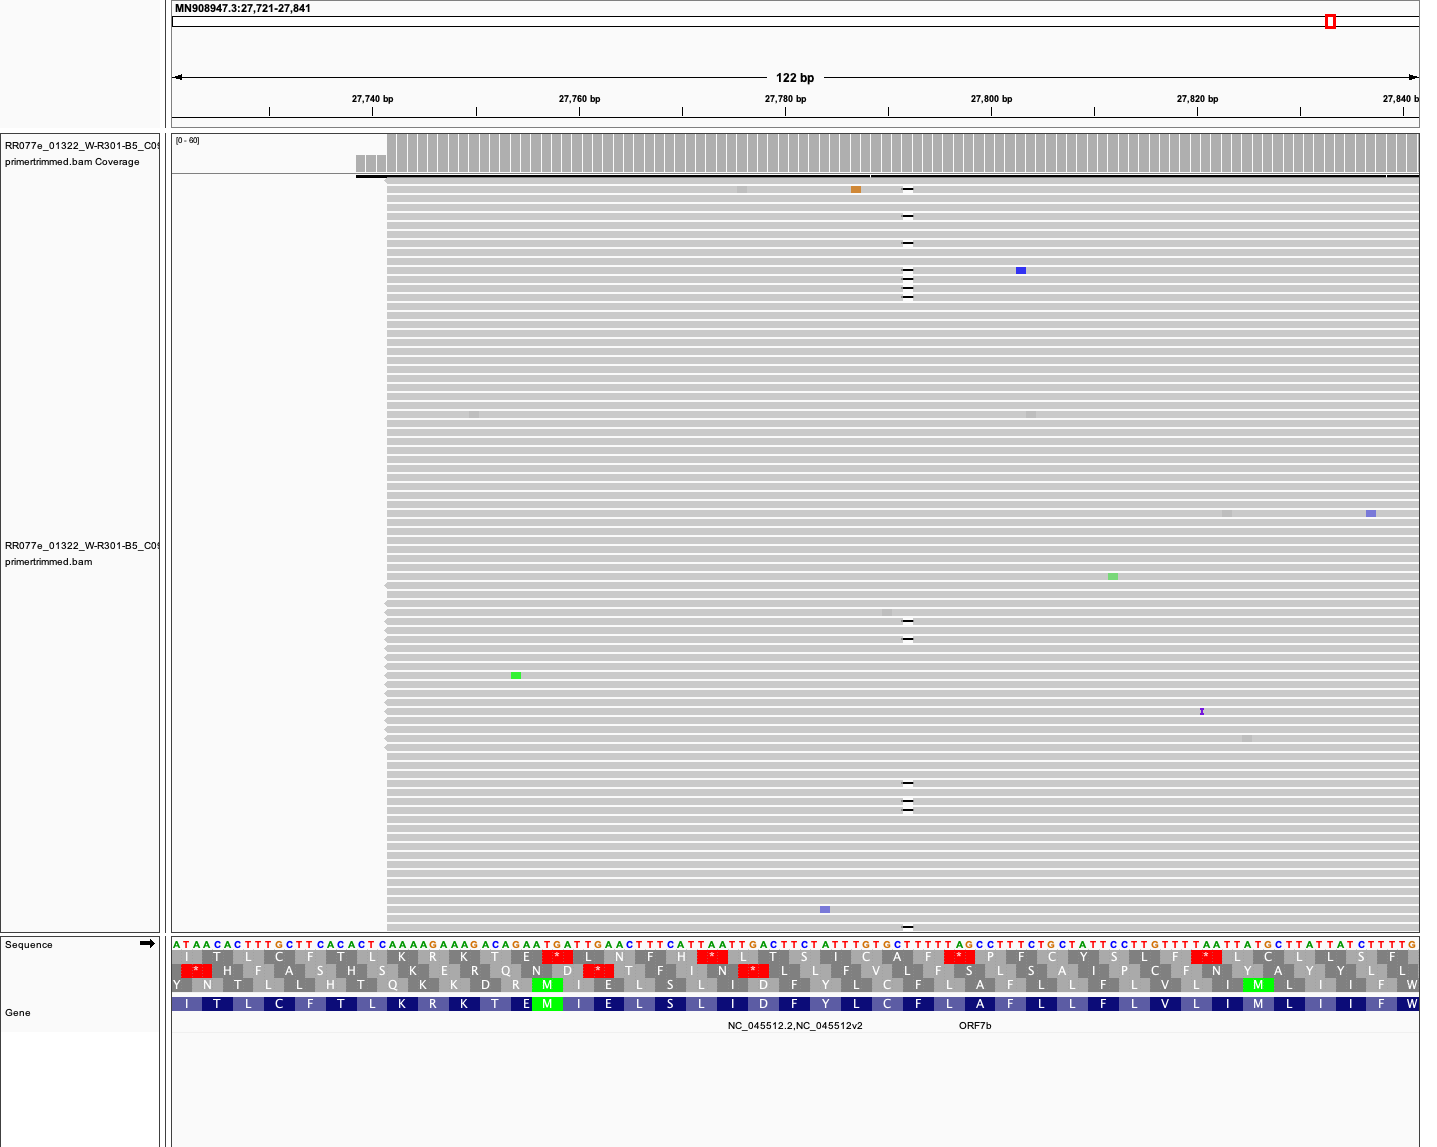 MN908947.3:27,721-27,841
122 bp
27,740 bp 27,760 bp 27,780 bp 27,800 bp 27,820 bp 27,840 b
RR077e_01322_W-R301-B5_C09
primertrimmed.bam Coverage
[0 - 60]
RR077e_01322_W-R301-B5_C09
primertrimmed.bam
Sequence
ATAACACTTTGCTTCACACTCAAAAGAAAGACAGAATGATTGAACTTTCATTAATTGACTTCTATTTGTGCTTTTTAGCCTTTCTGCTATTCCTTGTTTTAATTATGCTTATTATCTTTTG
I T L C F T L K R K T E * L N F H * L T S I C A F * P F C Y S L F * L C L L S F
* H F A S H S K E R Q N D * T F I N * L L F V L F S L S A I P C F N Y A Y Y L L
Y N T L L H T Q K K D R M I E L S L I D F Y L C F L A F L L F L V L I M L I I F W
Gene
I T L C F T L K R K T E M I E L S L I D F Y L C F L A F L L F L V L I M L I I F W
NC_045512.2,NC_045512v2 ORF7b